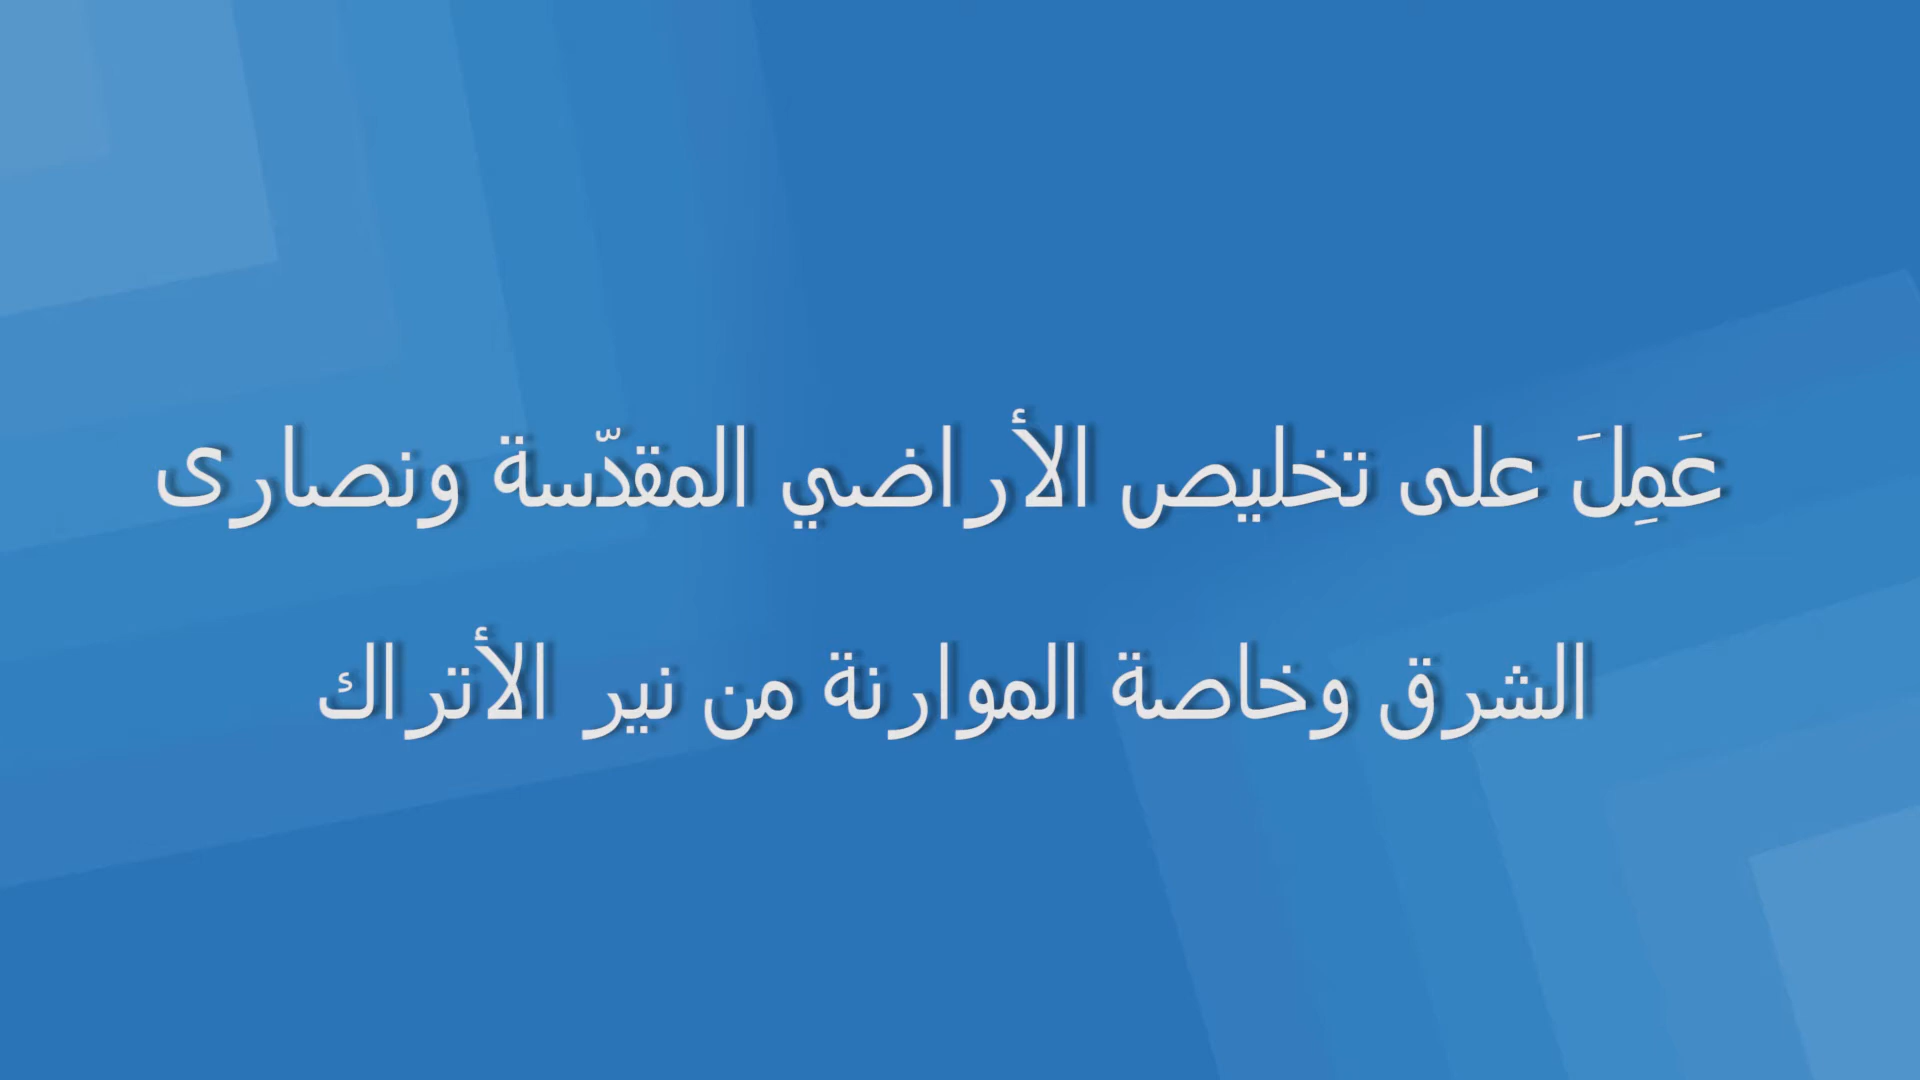 عَمِلَ على تخليص الأراضي المقدّسة ونصارى
الشرق وخاصة الموارنة من نير الأتراك